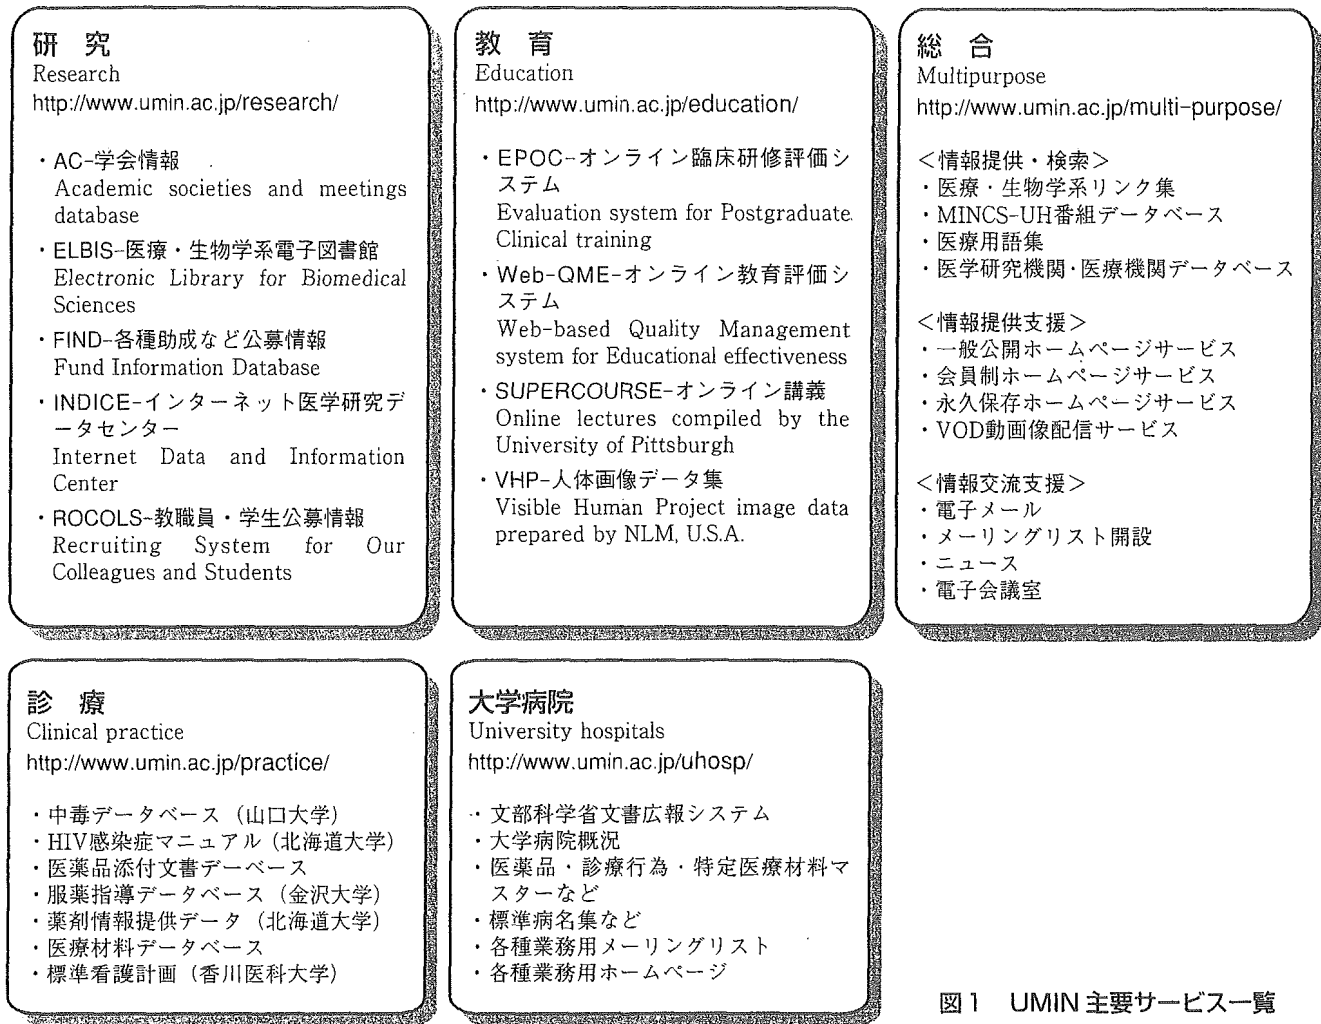 研 究
Research
http://www.umin.ac.jp/research/
・AC-学会情報
Academic societies and meetings
database
・ELBIS-医療・生物学系電子図書館
Electronic Library for Biomedical
Sciences
・FIND-各種助成など公募情報
Fund Information Database
・INDICE-インターネット医学研究デ
ータセンター
Internet Data and Information
Center
・ROCOLS-教職員・学生公募情報
Recruiting System for Our
Colleagues and Students
教 育
Education
http://www.umin.ac.jp/education/
・EPOC-オンライン臨床研修評価シ
ステム
Evaluation system for Postgraduate
Clinical training
・Web-QME-オンライン教育評価シ
ステム
Web-based Quality Management
system for Educational effectiveness
・SUPERCOURSE-オンライン講義
Online lectures compiled by the
University of Pittsburgh
・VHP-人体画像データ集
Visible Human Project image data
prepared by NLM, U.S.A.
総 合
Multipurpose
http://www.umin.ac.jp/multi-purpose/
＜情報提供・検索＞
・医療・生物学系リンク集
・MINCS-UH番組データベース
・医療用語集
・医学研究機関・医療機関データベース
＜情報提供支援＞
・一般公開ホームページサービス
・会員制ホームページサービス
・永久保存ホームページサービス
・VOD動画像配信サービス
＜情報交流支援＞
・電子メール
・メーリングリスト開設
・ニュース
・電子会議室
診 療
Clinical practice
http://www.umin.ac.jp/practice/
・中毒データベース（山口大学）
・HIV感染症マニュアル（北海道大学）
・医薬品添付文書デーベース
・服薬指導データベース（金沢大学）
・薬剤情報提供データ（北海道大学）
・医療材料データベース
・標準看護計画（香川医科大学）
大学病院
University hospitals
http://www.umin.ac.jp/uhosp/
・文部科学省文書広報システム
・大学病院概況
・医薬品・診療行為・特定医療材料マ
スターなど
・標準病名集など
・各種業務用メーリングリスト
・各種業務用ホームページ
図1 UMIN 主要サービス一覧